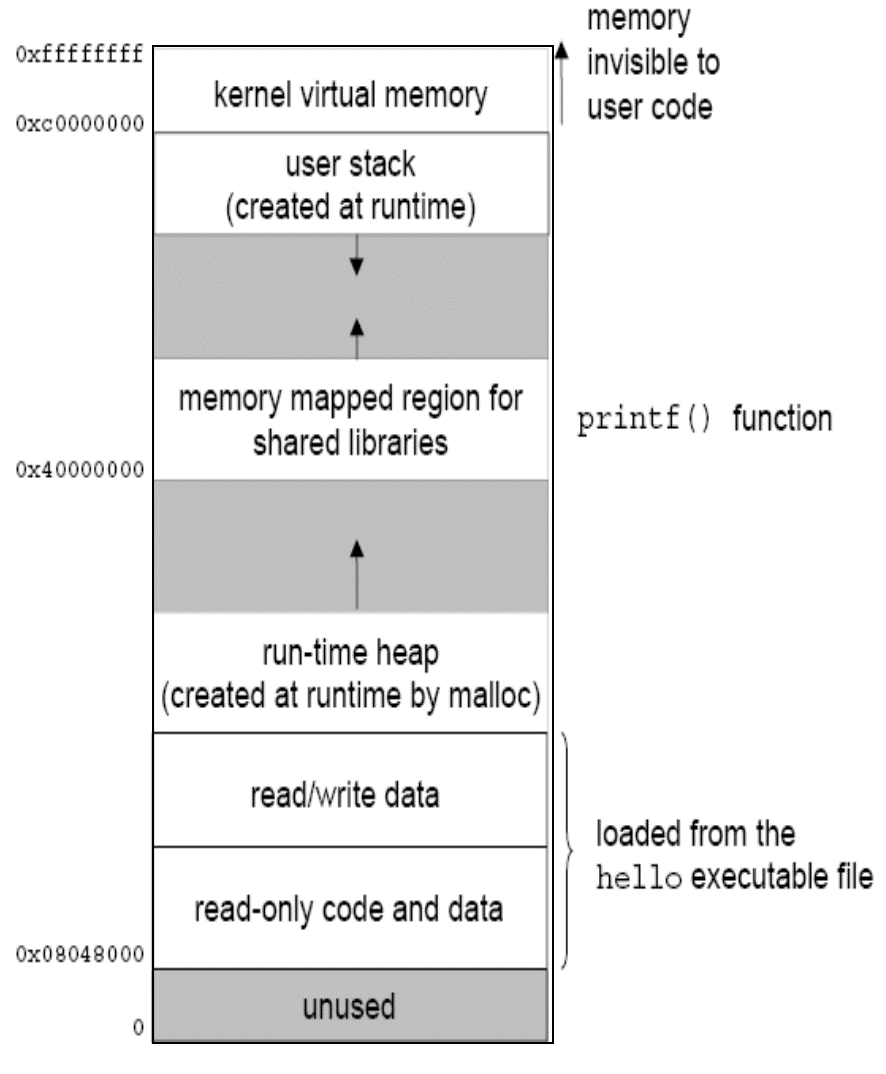 memory
invisible to
user code
0xffffffff
kernel virtual memory
0xc0000000
user stack
(created at runtime)
memory mapped region for
shared libraries
printf() function
0x40000000
run-time heap
(created at runtime by malloc)
read/write data
loaded from the
hello executable file
read-only code and data
0x08048000
unused
0